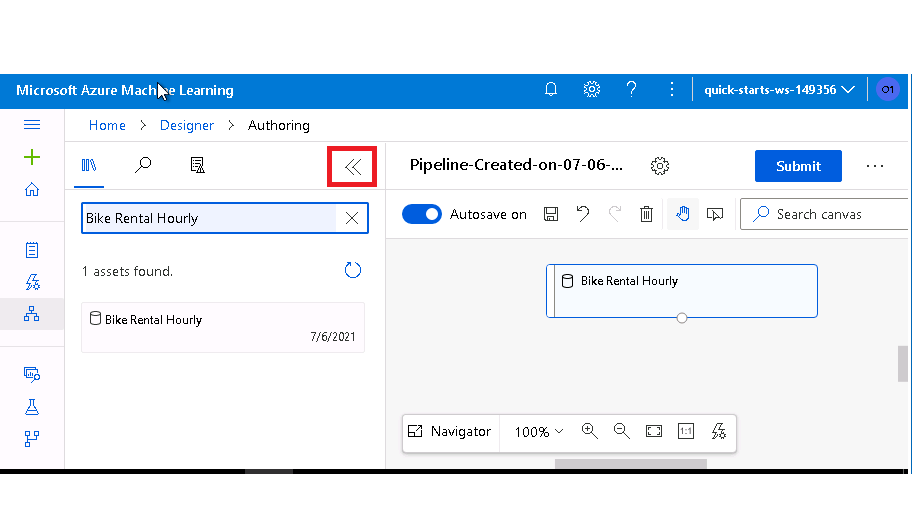 Microsoft Azure Machine Learning
quick-starts-ws-149356
O1
Home > Designer > Authoring
Pipeline-Created-on-07-06-...
Submit
Bike Rental Hourly
Autosave on
Search canvas
1 assets found.
Bike Rental Hourly
7/6/2021
Bike Rental Hourly
Navigator
100%
1:1